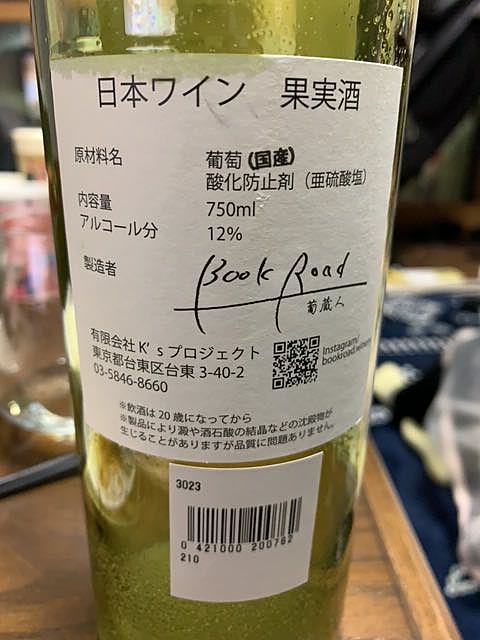 日本ワイン 果実酒
原材料名 葡萄(国産)
酸化防止剤(亜硫酸塩)
内容量 750ml
アルコール分 12%
製造者 Book Road
葡蔵人
有限会社 K's プロジェクト
東京都台東区台東 3-40-2
03-5846-8660
Instagram/
bookroad.winery
※飲酒は 20 歳になってから
※製品により澱や酒石酸の結晶などの沈殿物が
生じることがありますが品質に問題ありません。
3023
0 421000 200762
210